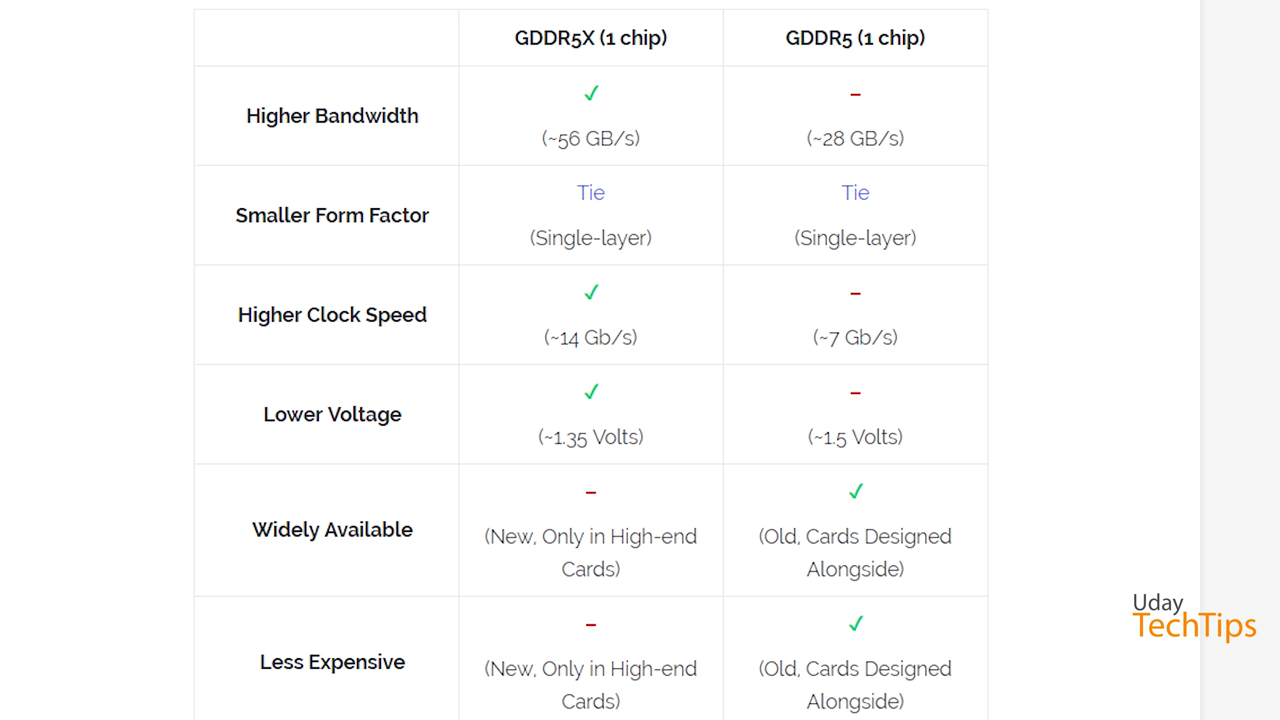 GDDR5X (1 chip) GDDR5 (1 chip)
Higher Bandwidth ✓ –
(~56 GB/s) (~28 GB/s)
Smaller Form Factor Tie Tie
(Single-layer) (Single-layer)
Higher Clock Speed ✓ –
(~14 Gb/s) (~7 Gb/s)
Lower Voltage ✓ –
(~1.35 Volts) (~1.5 Volts)
Widely Available – ✓
(New, Only in High-end (Old, Cards Designed
Cards) Alongside)
Less Expensive – ✓
(New, Only in High-end (Old, Cards Designed
Cards) Alongside)
Uday
TechTips